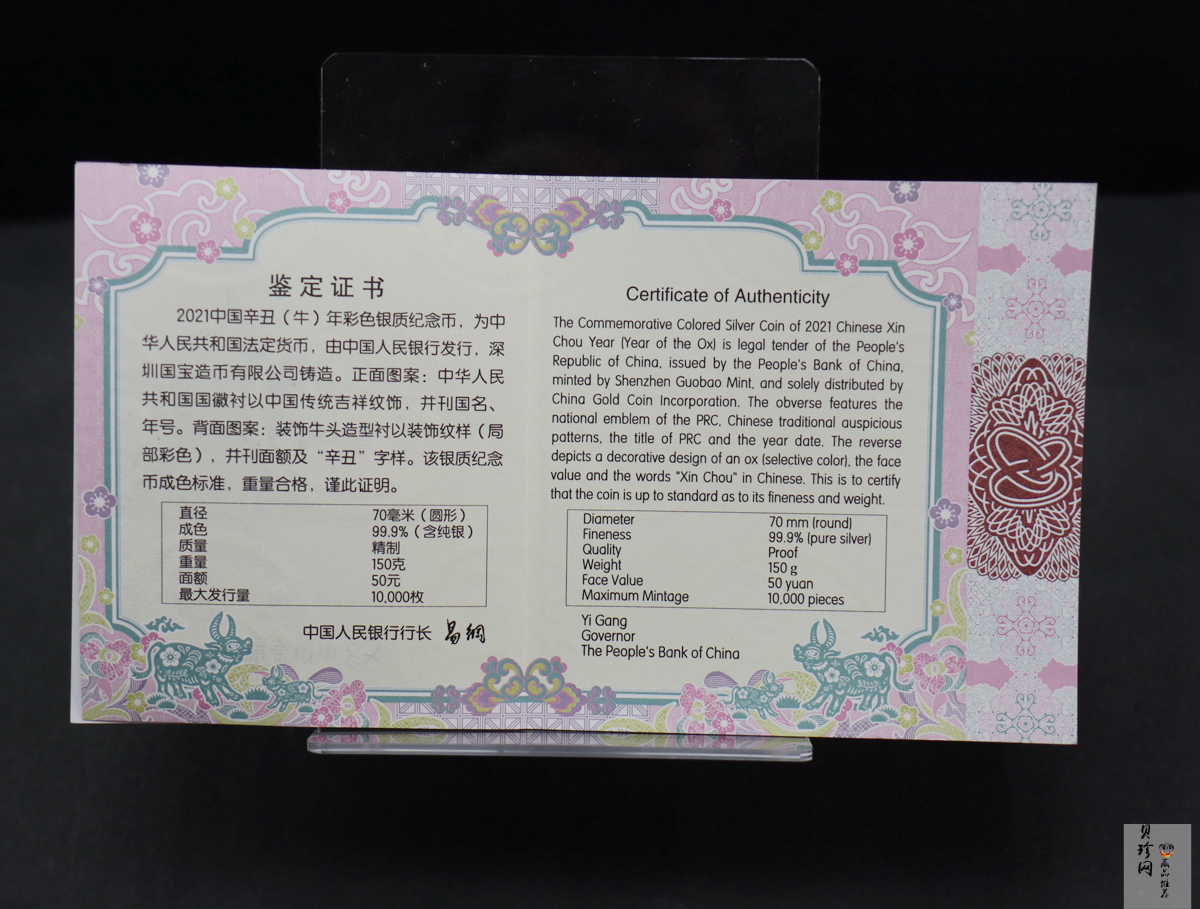 鉴定证书
2021中国辛丑（牛）年彩色银质纪念币，为中
华人民共和国法定货币，由中国人民银行发行，深
圳国宝造币有限公司铸造。正面图案：中华人民
共和国国徽衬以中国传统吉祥纹饰，并刊国名、
年号。背面图案：装饰牛头造型衬以装饰纹样（局
部彩色），并刊面额及“辛丑”字样。该银质纪念
币成色标准，重量合格，谨此证明。
直径 70毫米（圆形）
成色 99.9%（含纯银）
质量 精制
重量 150克
面额 50元
最大发行量 10,000枚
中国人民银行行长 易纲
Certificate of Authenticity
The Commemorative Colored Silver Coin of 2021 Chinese Xin
Chou Year (Year of the Ox) is legal tender of the People's
Republic of China, issued by the People's Bank of China,
minted by Shenzhen Guobao Mint, and solely distributed by
China Gold Coin Incorporation. The obverse features the
national emblem of the PRC, Chinese traditional auspicious
patterns, the title of PRC and the year date. The reverse
depicts a decorative design of an ox (selective color), the face
value and the words "Xin Chou" in Chinese. This is to certify
that the coin is up to standard as to its fineness and weight.
Diameter 70 mm (round)
Fineness 99.9% (pure silver)
Quality Proof
Weight 150 g
Face Value 50 yuan
Maximum Mintage 10,000 pieces
Yi Gang
Governor
The People's Bank of China
贝珍网
藏品推荐